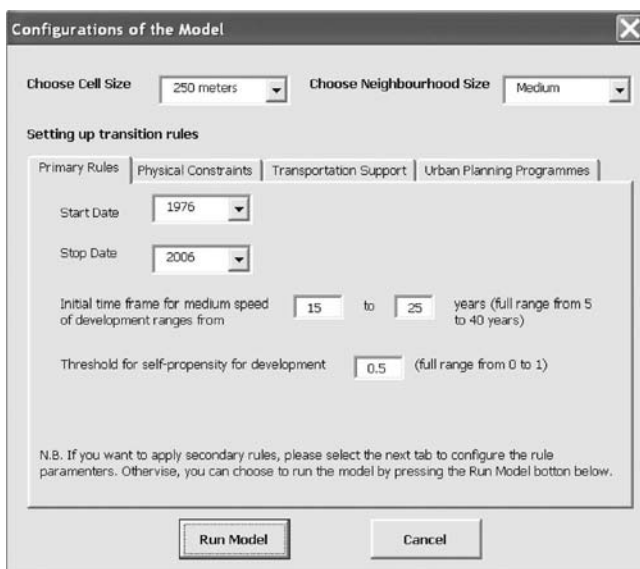 Configurations of the Model
Choose Cell Size 250 meters Choose Neighbourhood Size Medium
Setting up transition rules
Primary Rules Physical Constraints Transportation Support Urban Planning Programmes
Start Date 1976
Stop Date 2006
Initial time frame for medium speed 15 to 25 years (full range from 5
of development ranges from to 40 years)
Threshold for self-propensity for development 0.5 (full range from 0 to 1)
N.B. If you want to apply secondary rules, please select the next tab to configure the rule
paramenters. Othervise, you can choose to run the model by pressing the Run Model botton below.
Run Model Cancel